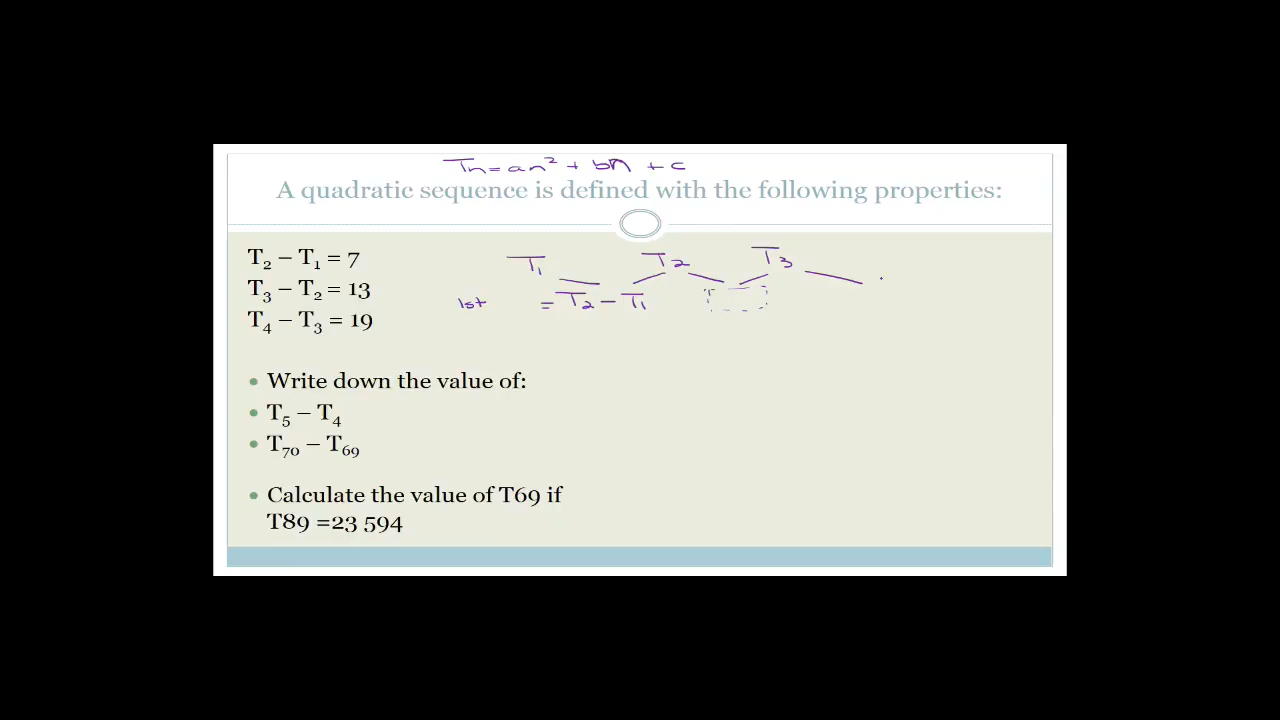 Tn = an² + bn + c
A quadratic sequence is defined with the following properties:
T₂ – T₁ = 7
T₃ – T₂ = 13
T₄ – T₃ = 19
T₁ T₂ T₃
1st = T₂ – T₁
Write down the value of:
T₅ – T₄
T₇₀ – T₆₉
Calculate the value of T69 if
T89 =23 594